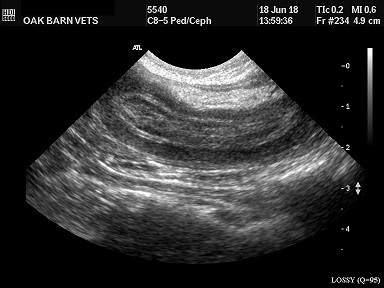 5540 18 Jun 18 TIc 0.2 MI 0.6
OAK BARN VETS C8-5 Ped/Ceph 13:59:36 Fr #234 4.9 cm
ATL
0
1
2
3
4
LOSSY (Q=95)